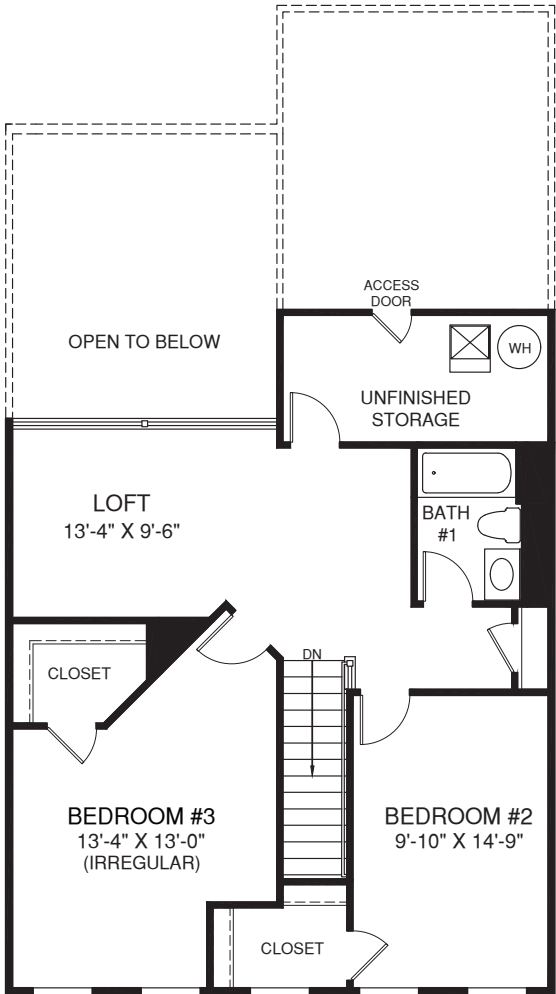 ACCESS
DOOR
OPEN TO BELOW
WH
UNFINISHED
STORAGE
LOFT
13'-4" X 9'-6"
BATH
#1
DN
CLOSET
BEDROOM #3
13'-4" X 13'-0"
(IRREGULAR)
BEDROOM #2
9'-10" X 14'-9"
CLOSET